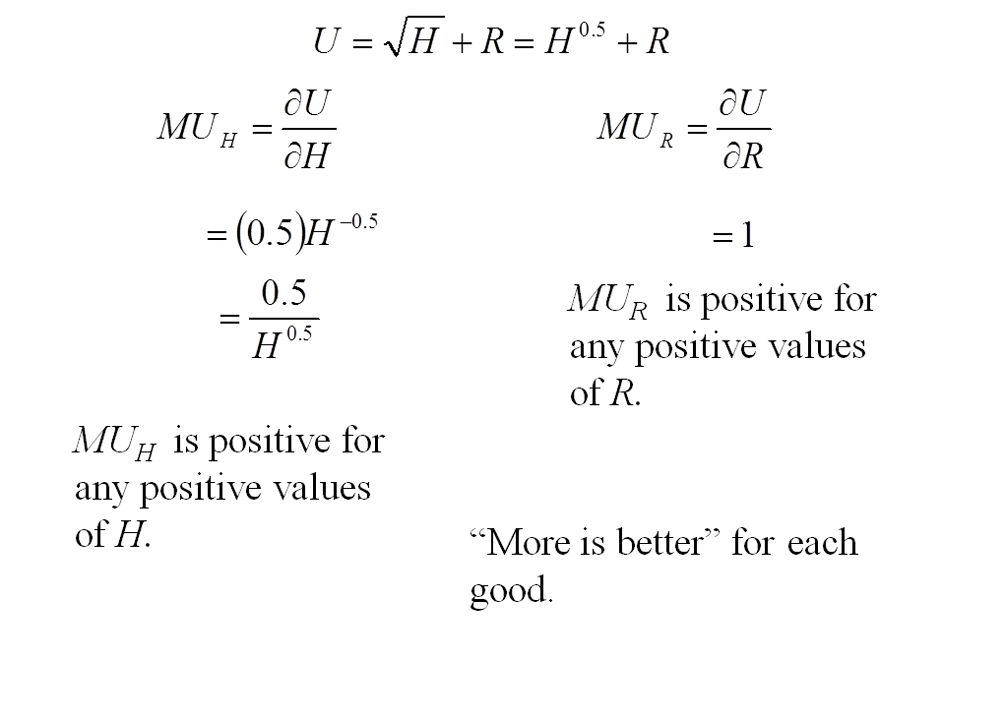 U = √H + R = H^0.5 + R
MU_H = ∂U/∂H
= (0.5)H^−0.5
= 0.5/H^0.5
MU_H is positive for
any positive values
of H.
MU_R = ∂U/∂R
= 1
MU_R is positive for
any positive values
of R.
“More is better” for each
good.